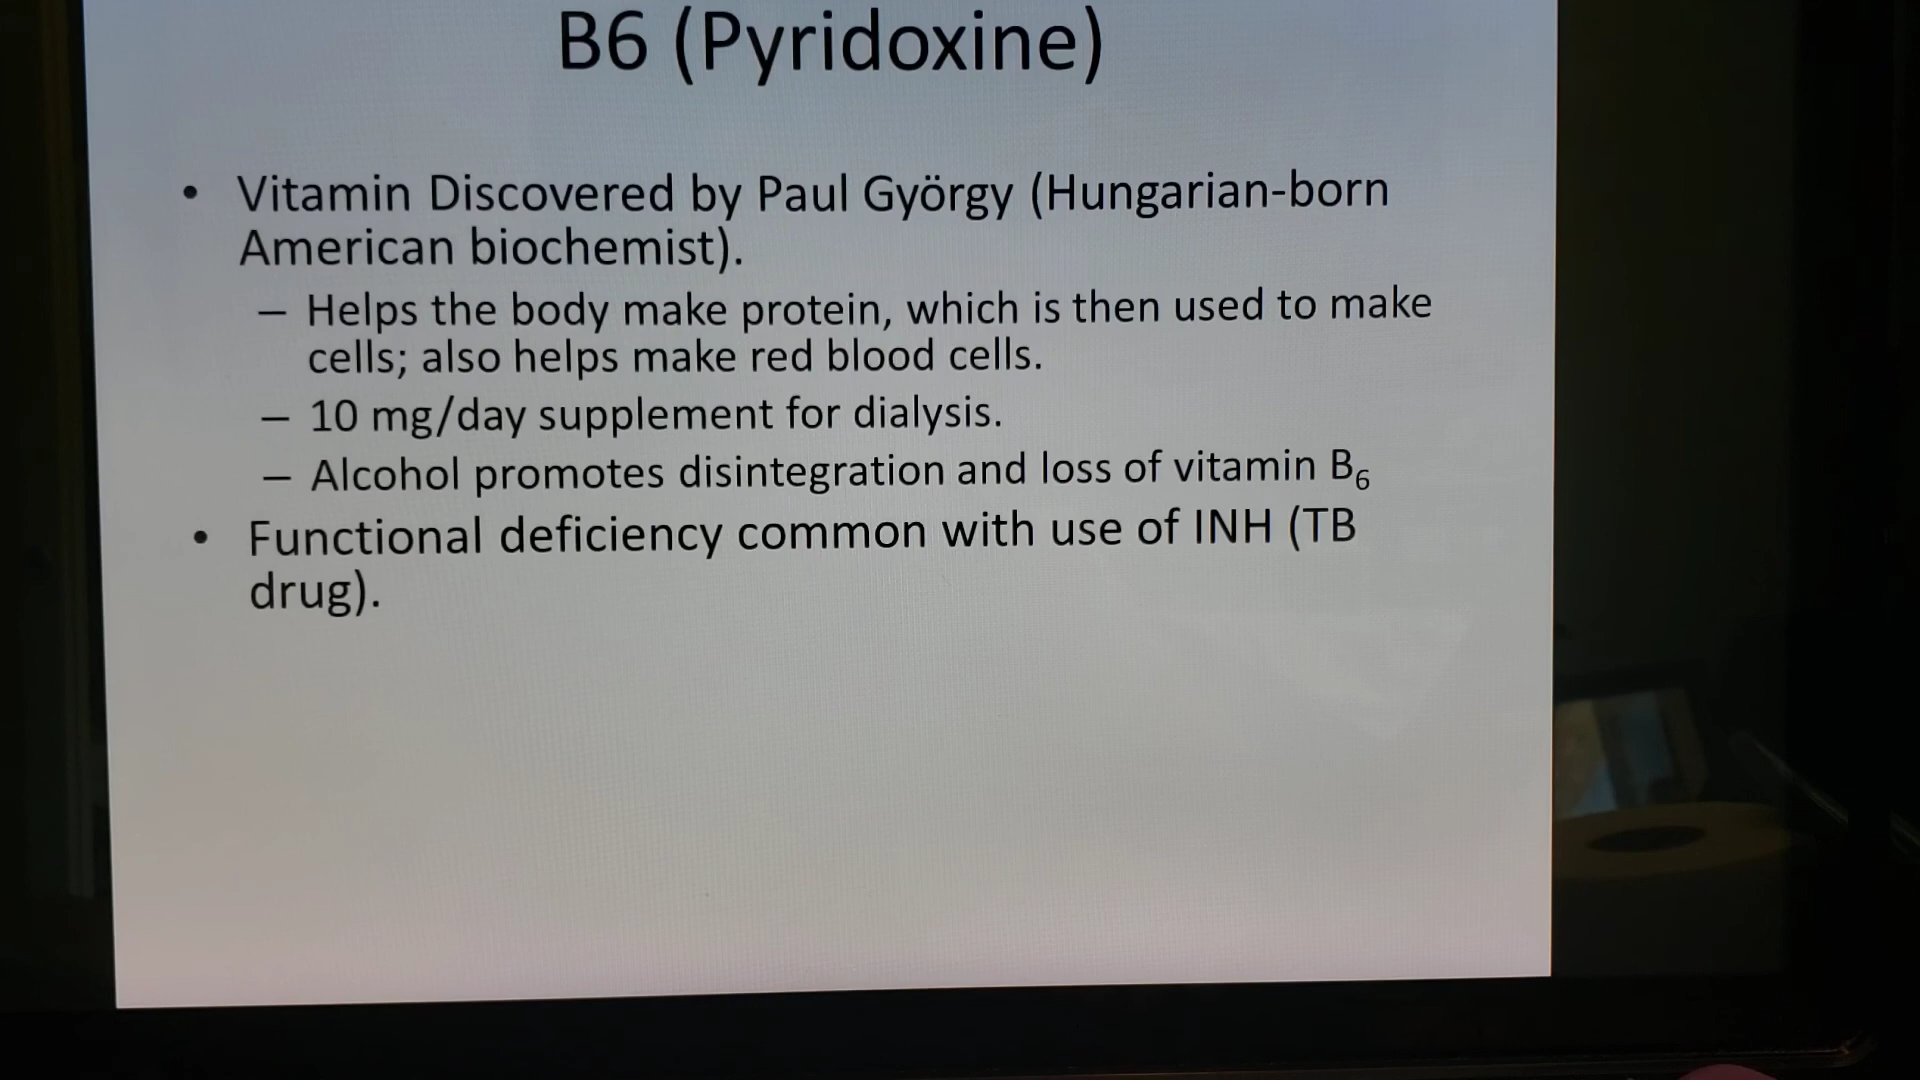 B6 (Pyridoxine)
• Vitamin Discovered by Paul György (Hungarian-born
American biochemist).
– Helps the body make protein, which is then used to make
cells; also helps make red blood cells.
– 10 mg/day supplement for dialysis.
– Alcohol promotes disintegration and loss of vitamin B₆
• Functional deficiency common with use of INH (TB
drug).